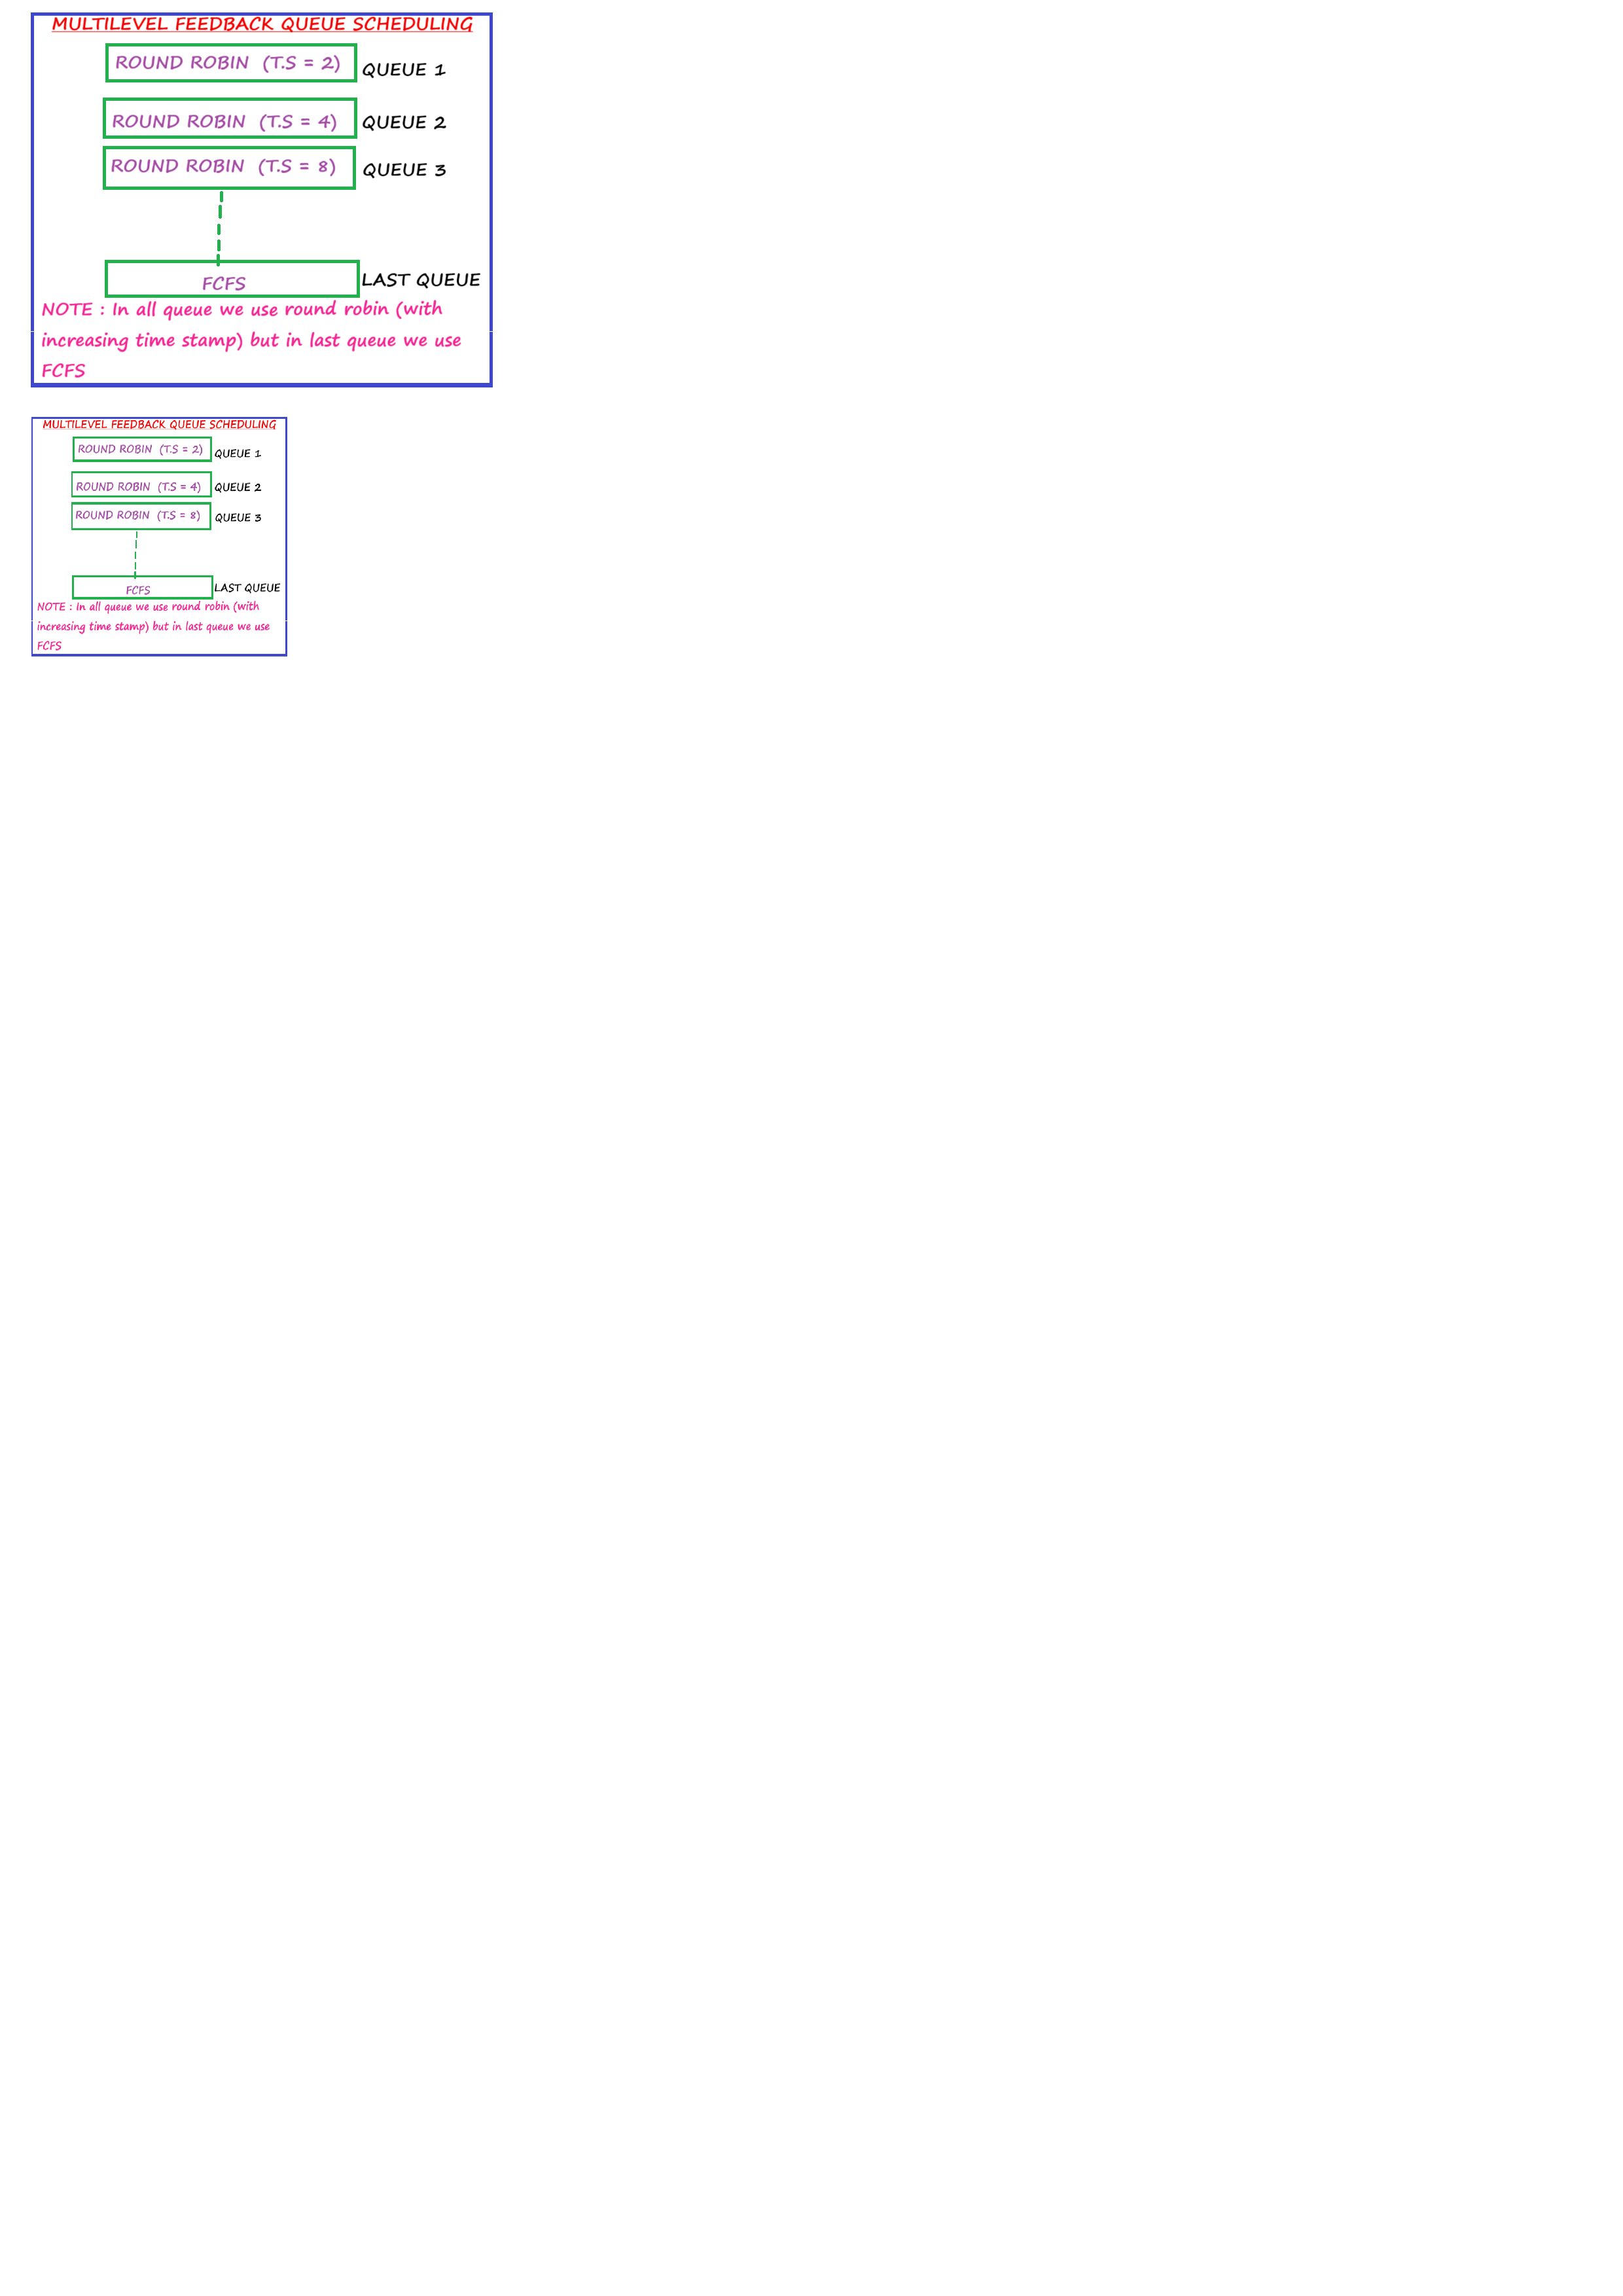 MULTILEVEL FEEDBACK QUEUE SCHEDULING
ROUND ROBIN (T.S = 2)
QUEUE 1
ROUND ROBIN (T.S = 4)
QUEUE 2
ROUND ROBIN (T.S = 8)
QUEUE 3
FCFS
LAST QUEUE
NOTE : In all queue we use round robin (with
increasing time stamp) but in last queue we use
FCFS
MULTILEVEL FEEDBACK QUEUE SCHEDULING
ROUND ROBIN (T.S = 2)
QUEUE 1
ROUND ROBIN (T.S = 4)
QUEUE 2
ROUND ROBIN (T.S = 8)
QUEUE 3
FCFS
LAST QUEUE
NOTE : In all queue we use round robin (with
increasing time stamp) but in last queue we use
FCFS